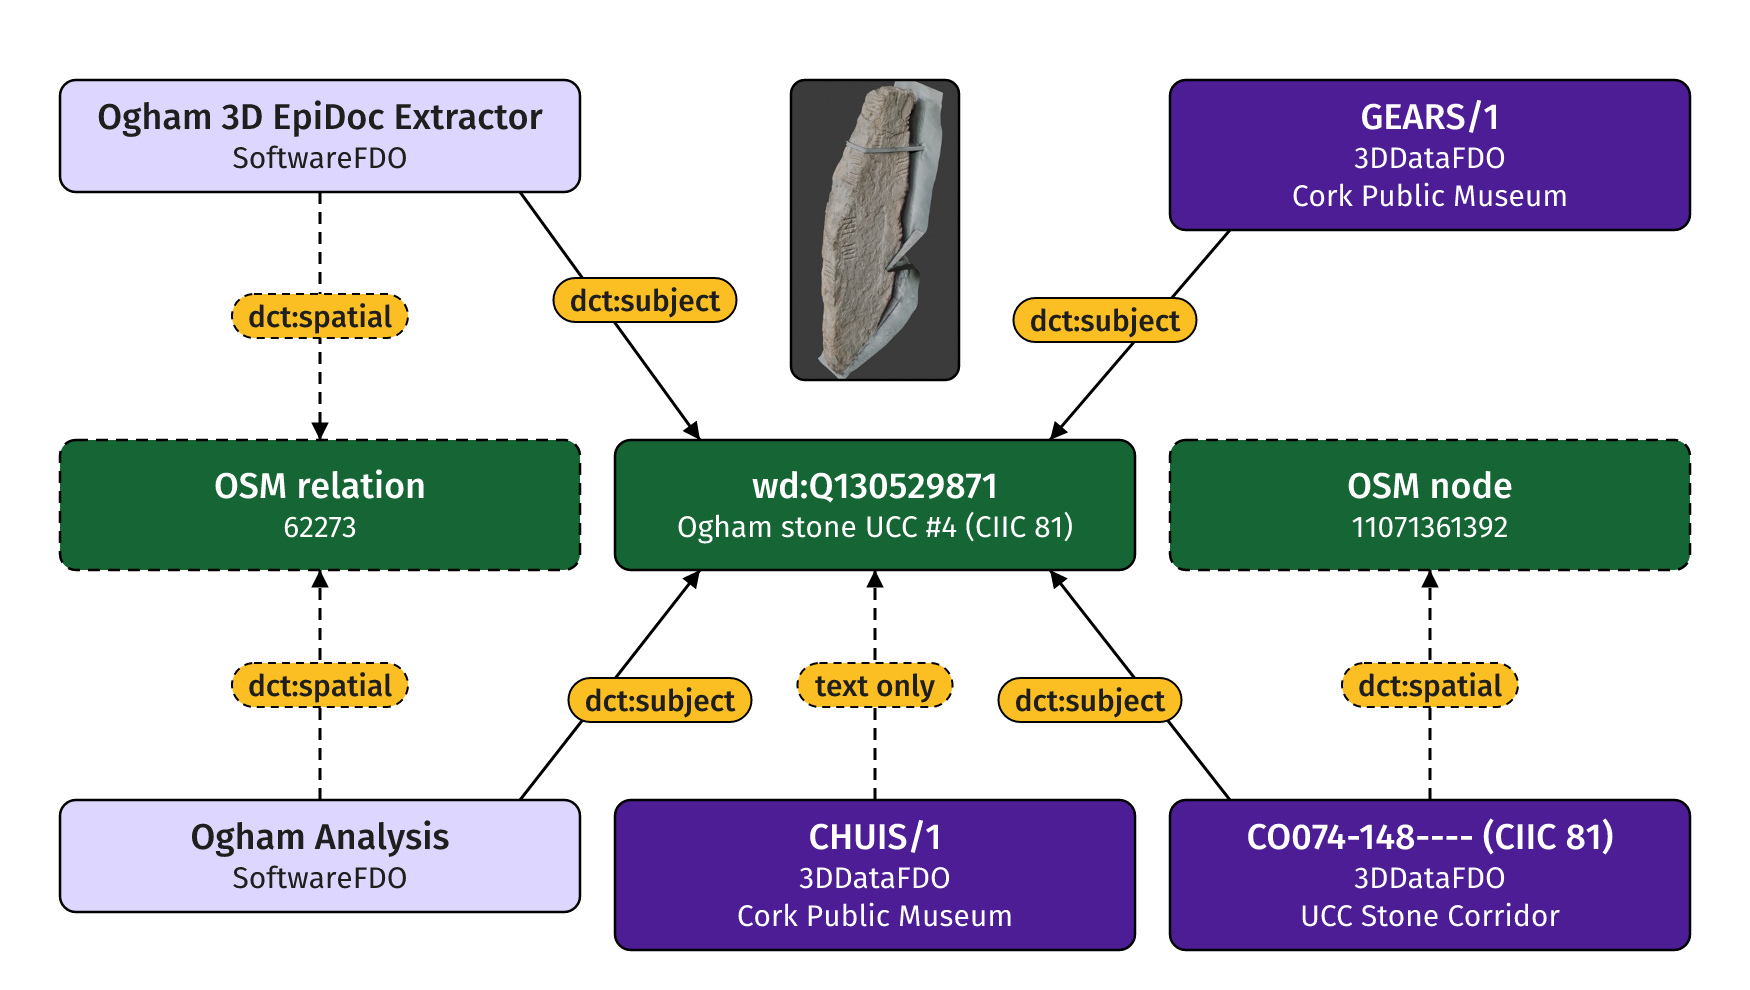 Ogham 3D EpiDoc Extractor
SoftwareFDO
GEARS/1
3DDataFDO
Cork Public Museum
dct:spatial
dct:subject
dct:subject
OSM relation
62273
wd:Q130529871
Ogham stone UCC #4 (CIIC 81)
OSM node
11071361392
dct:spatial
dct:subject
text only
dct:subject
dct:spatial
Ogham Analysis
SoftwareFDO
CHUIS/1
3DDataFDO
Cork Public Museum
CO074-148---- (CIIC 81)
3DDataFDO
UCC Stone Corridor